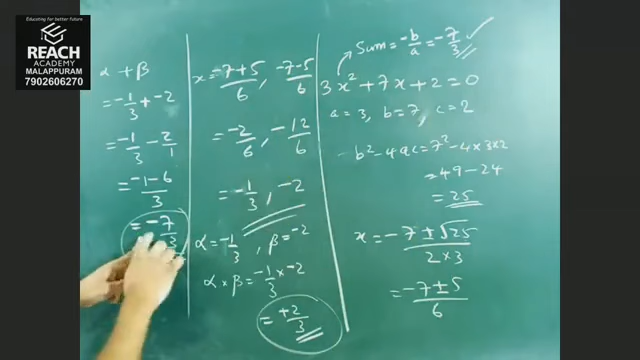 Educating for better future
REACH
ACADEMY
MALAPPURAM
7902606270
α + β
= -1/3 + -2
= -1/3 - 2/1
= -1-6/3
= -7/3
x = -7+5/6 , -7-5/6
= -2/6 , -12/6
= -1/3 , -2
α = -1/3 , β = -2
α × β = -1/3 × -2
= +2/3
Sum = -b/a = -7/3 ✓
3x² + 7x + 2 = 0
a = 3, b = 7, c = 2
b² - 4ac = 7² - 4×3×2
= 49 - 24
= 25
x = -7 ± √25/2×3
= -7 ± 5/6